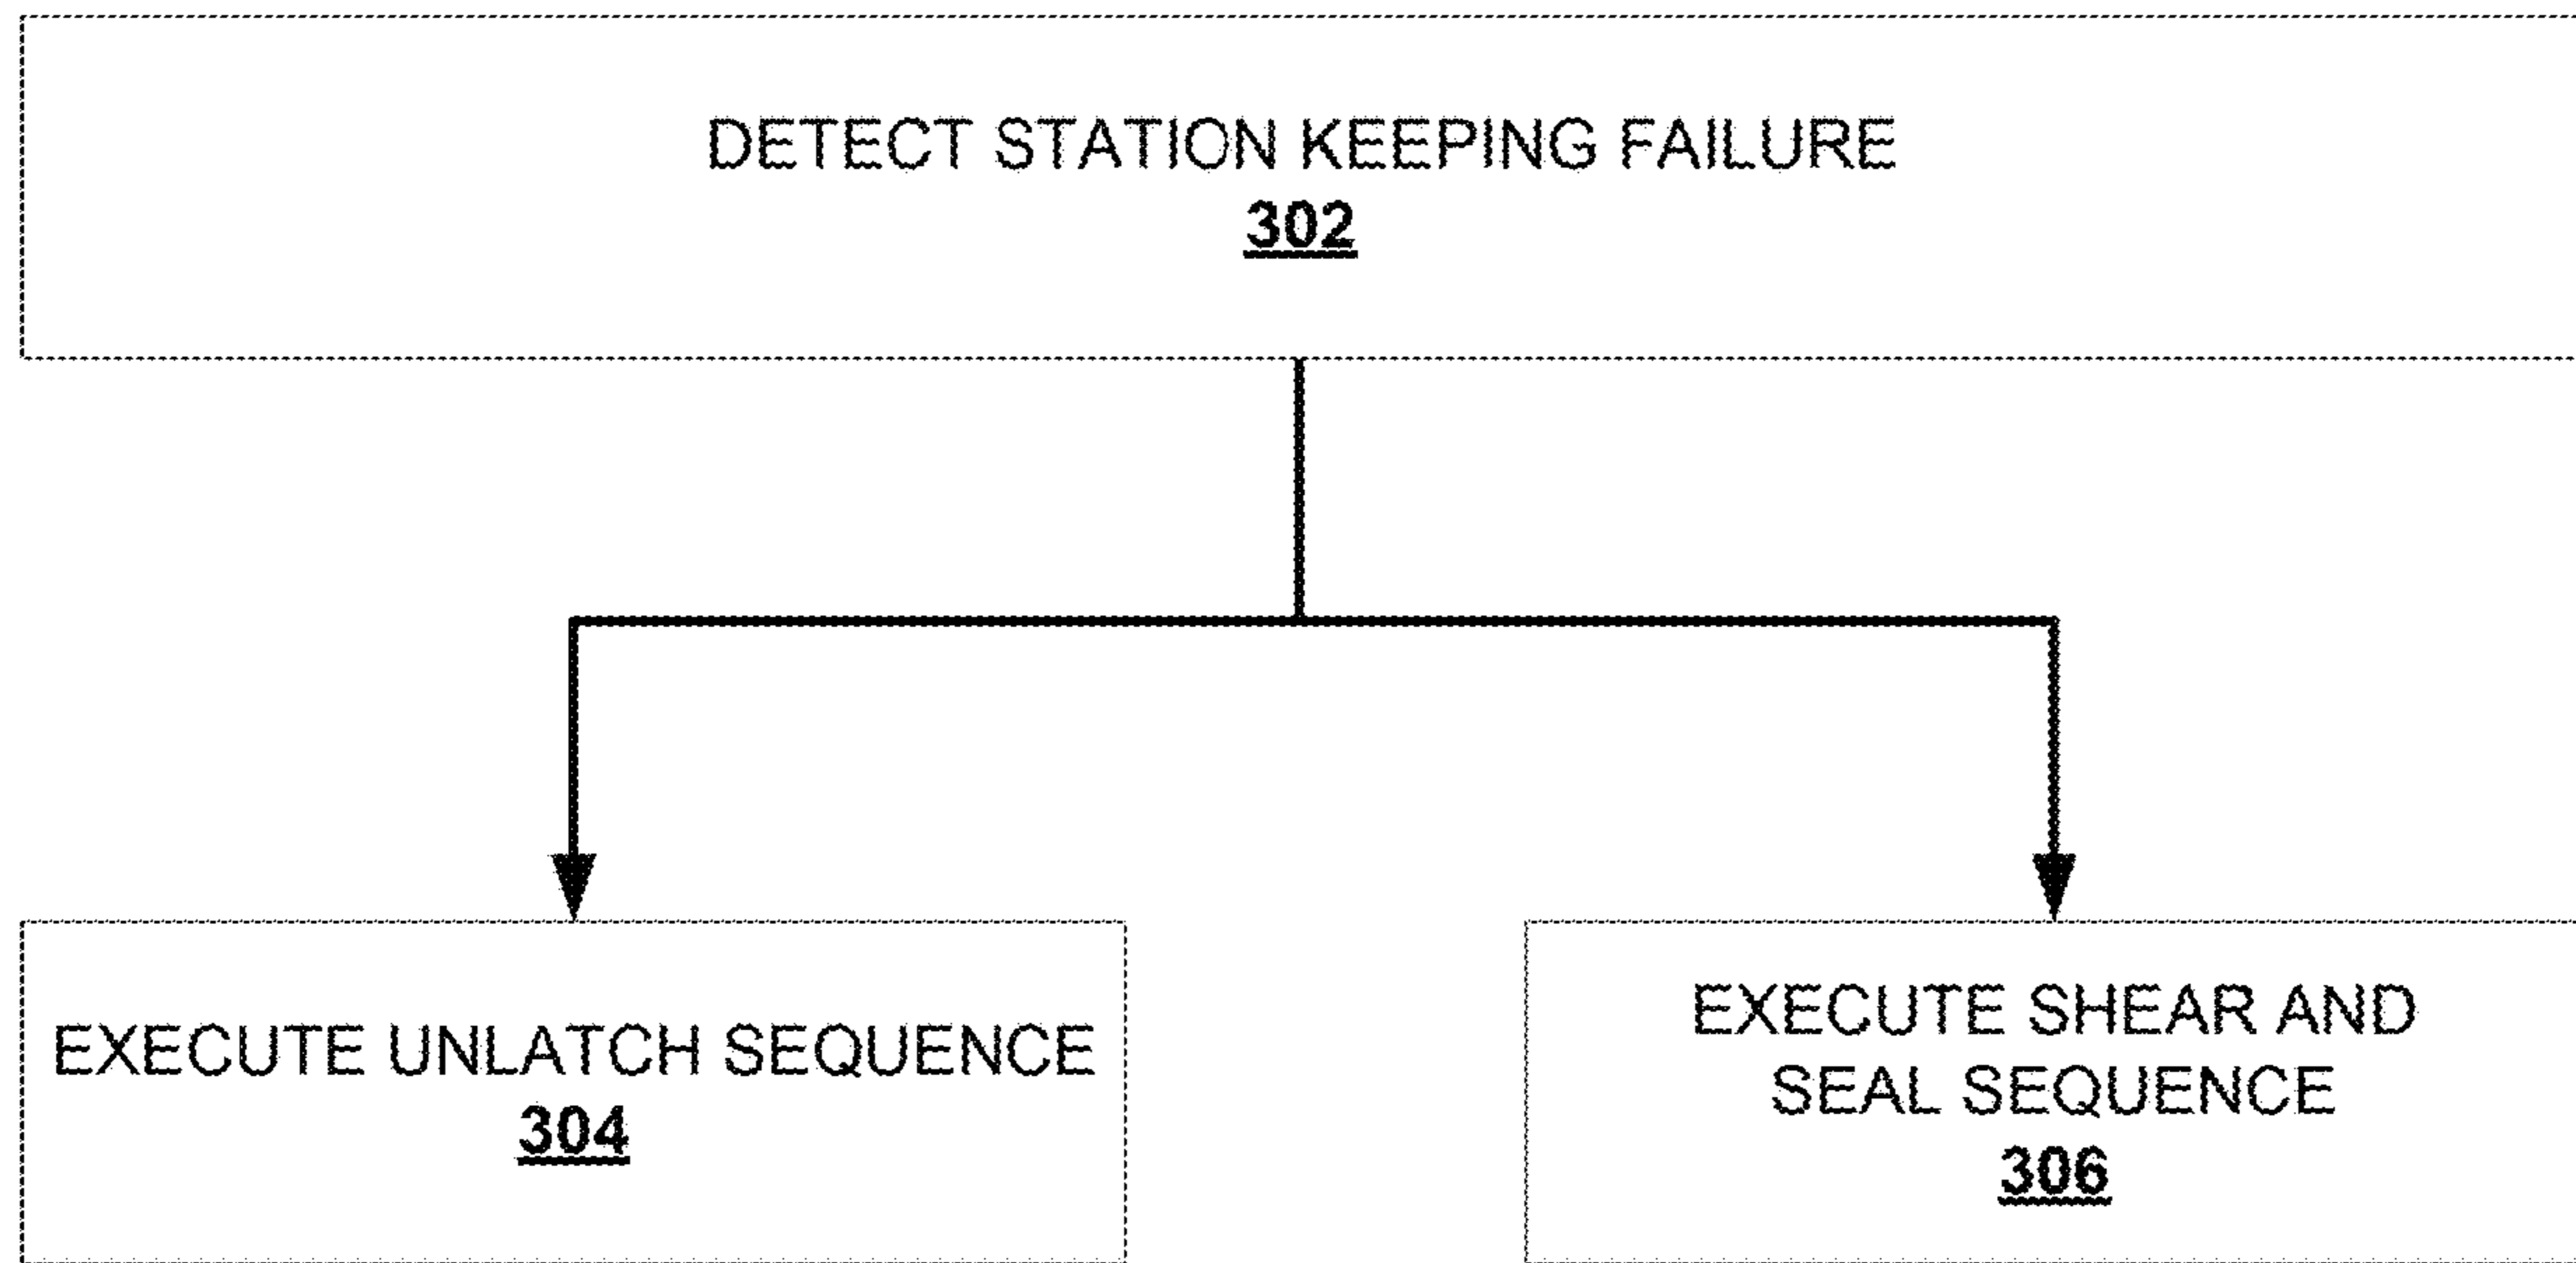 DETECT STATION KEEPING FAILURE
302
EXECUTE UNLATCH SEQUENCE
304
EXECUTE SHEAR AND
SEAL SEQUENCE
306